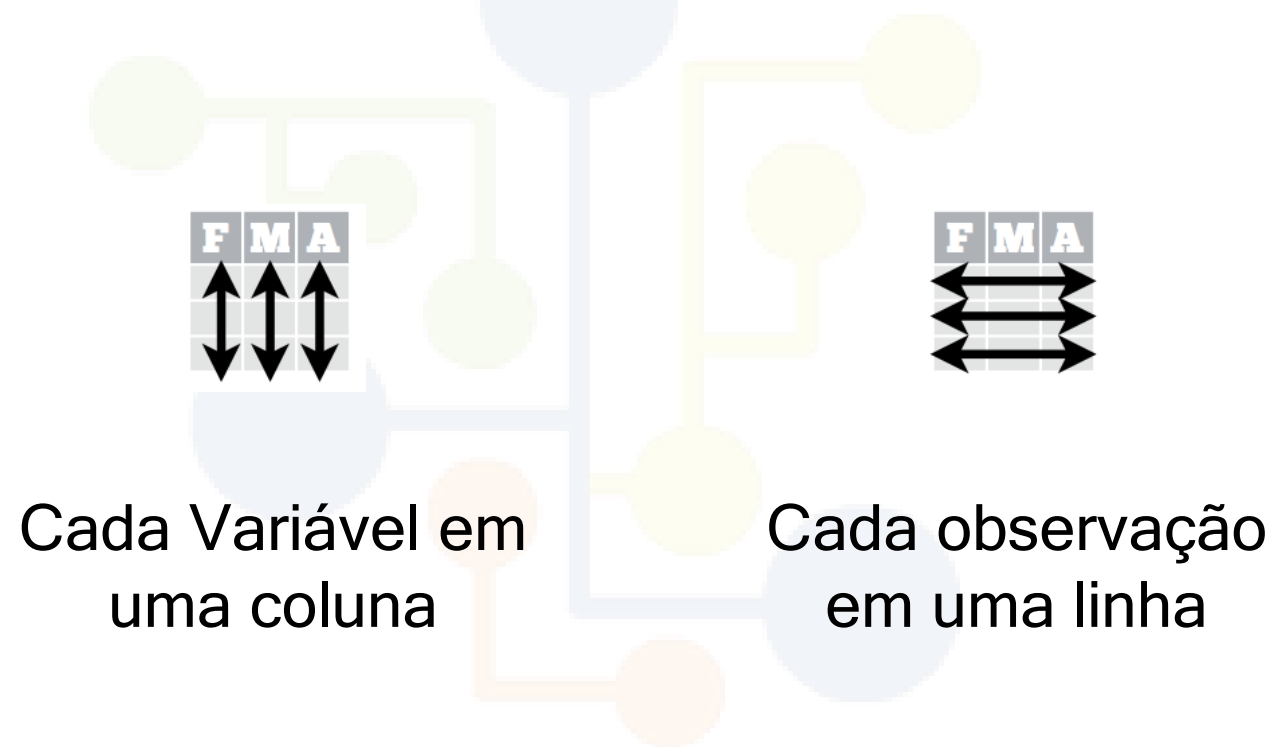 F M A
F M A
Cada Variável em
uma coluna
Cada observação
em uma linha